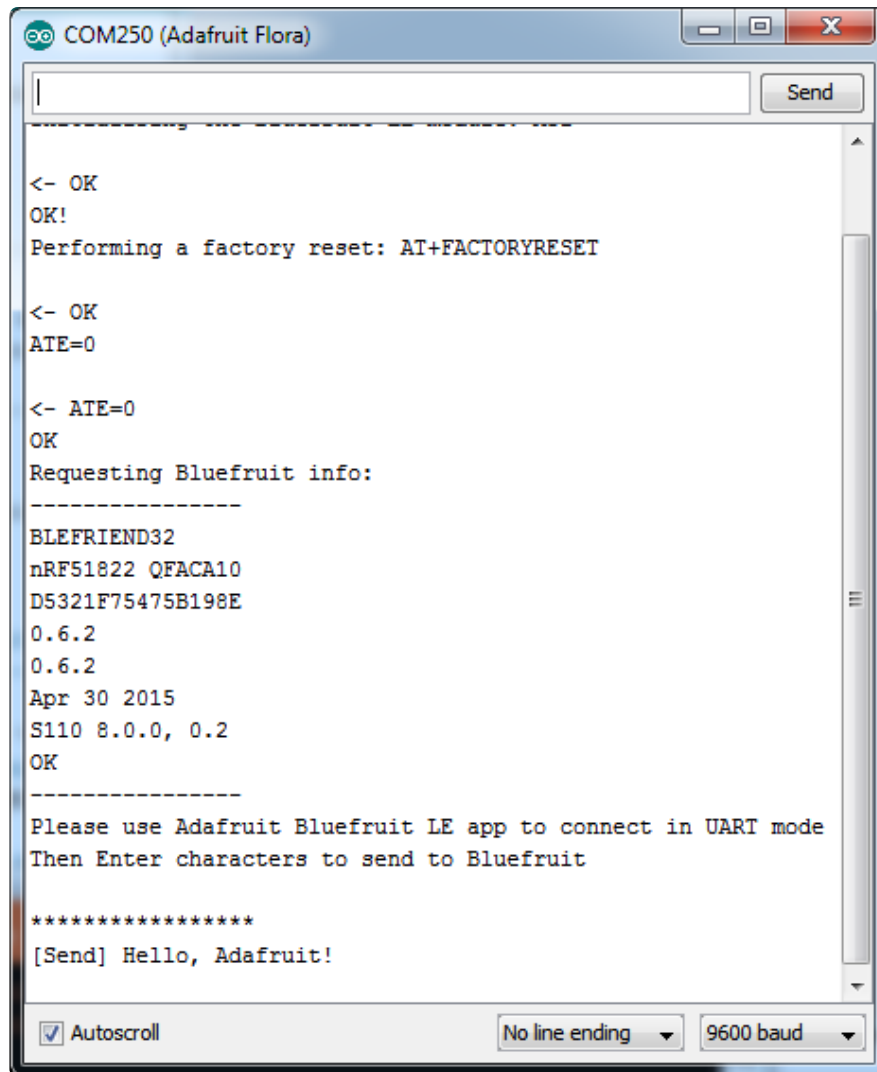 COM250 (Adafruit Flora)
Send
<- OK
OK!
Performing a factory reset: AT+FACTORYRESET
<- OK
ATE=0
<- ATE=0
OK
Requesting Bluefruit info:
----------------
BLEFRIEND32
nRF51822 QFACA10
D5321F75475B198E
0.6.2
0.6.2
Apr 30 2015
S110 8.0.0, 0.2
OK
----------------
Please use Adafruit Bluefruit LE app to connect in UART mode
Then Enter characters to send to Bluefruit
*****************
[Send] Hello, Adafruit!
Autoscroll
No line ending
9600 baud